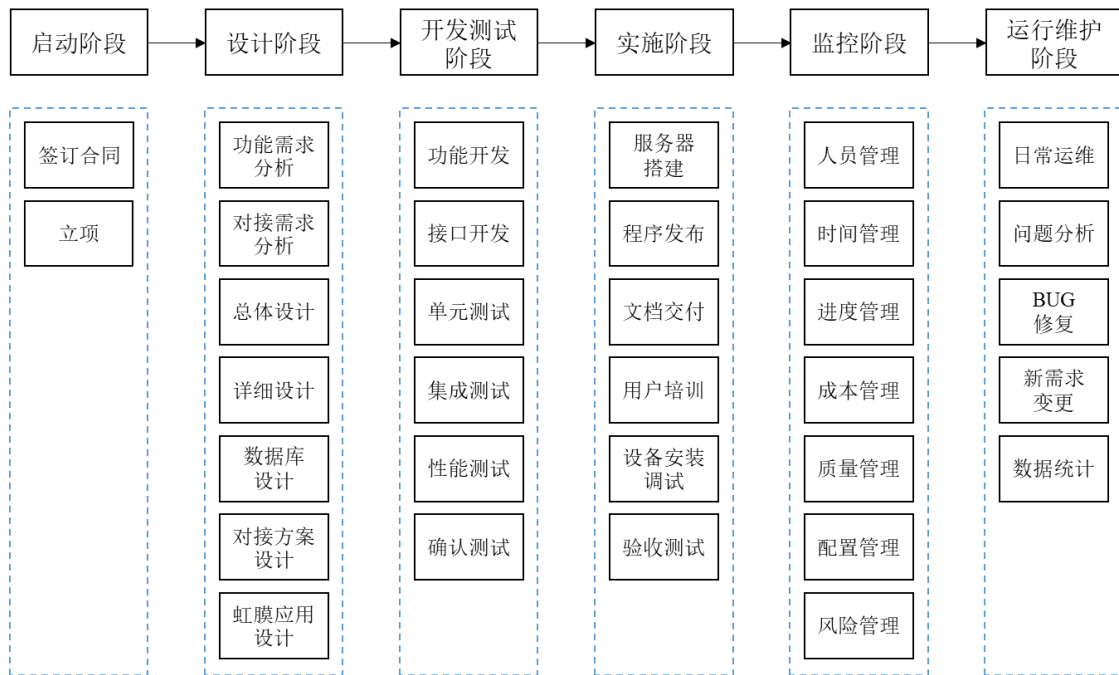 启动阶段
设计阶段
开发测试
阶段
实施阶段
监控阶段
运行维护
阶段
签订合同
立项
功能需求
分析
对接需求
分析
总体设计
详细设计
数据库
设计
对接方案
设计
虹膜应用
设计
功能开发
接口开发
单元测试
集成测试
性能测试
确认测试
服务器
搭建
程序发布
文档交付
用户培训
设备安装
调试
验收测试
人员管理
时间管理
进度管理
成本管理
质量管理
配置管理
风险管理
日常运维
问题分析
BUG
修复
新需求
变更
数据统计